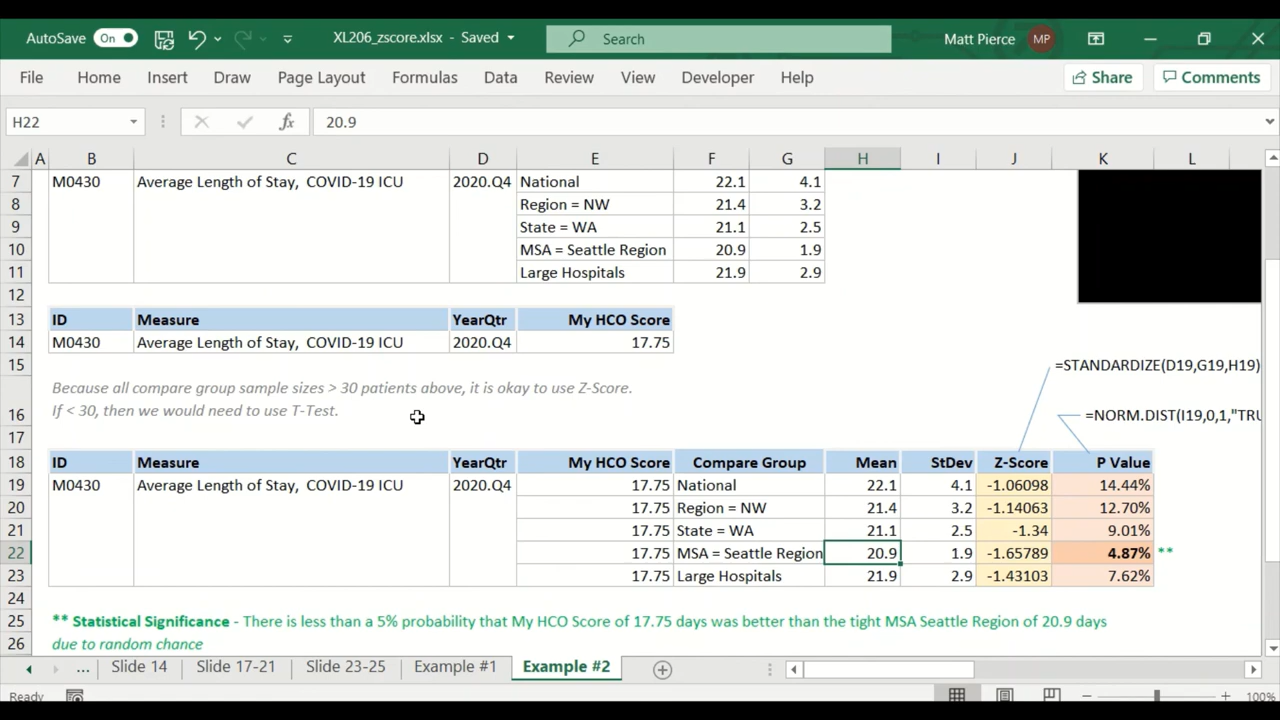 AutoSave On XL206_zscore.xlsx - Saved Search Matt Pierce MP
File Home Insert Draw Page Layout Formulas Data Review View Developer Help Share Comments
H22 fx 20.9
A B C D E F G H I J K L
7 M0430 Average Length of Stay, COVID-19 ICU 2020.Q4 National 22.1 4.1
8 Region = NW 21.4 3.2
9 State = WA 21.1 2.5
10 MSA = Seattle Region 20.9 1.9
11 Large Hospitals 21.9 2.9
12
13 ID Measure YearQtr My HCO Score
14 M0430 Average Length of Stay, COVID-19 ICU 2020.Q4 17.75
15 =STANDARDIZE(D19,G19,H19)
Because all compare group sample sizes > 30 patients above, it is okay to use Z-Score.
16 If < 30, then we would need to use T-Test. =NORM.DIST(I19,0,1,"TRU
17
18 ID Measure YearQtr My HCO Score Compare Group Mean StDev Z-Score P Value
19 M0430 Average Length of Stay, COVID-19 ICU 2020.Q4 17.75 National 22.1 4.1 -1.06098 14.44%
20 17.75 Region = NW 21.4 3.2 -1.14063 12.70%
21 17.75 State = WA 21.1 2.5 -1.34 9.01%
22 17.75 MSA = Seattle Region 20.9 1.9 -1.65789 4.87% **
23 17.75 Large Hospitals 21.9 2.9 -1.43103 7.62%
24
25 ** Statistical Significance - There is less than a 5% probability that My HCO Score of 17.75 days was better than the tight MSA Seattle Region of 20.9 days
26 due to random chance
... Slide 14 Slide 17-21 Slide 23-25 Example #1 Example #2
Ready 100%